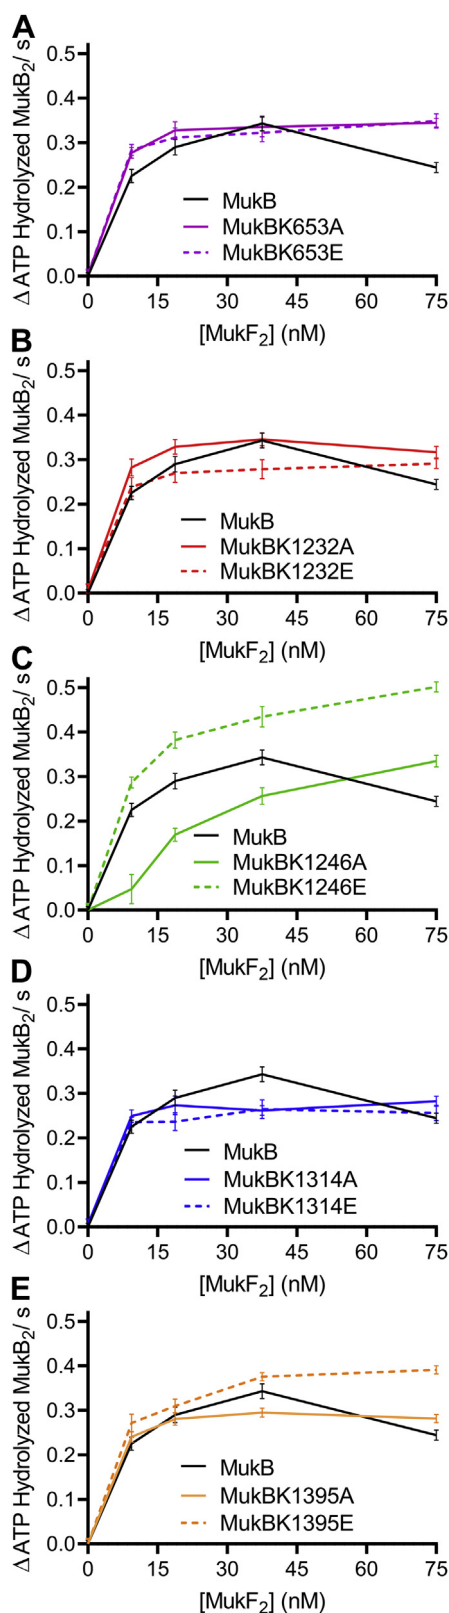 A
Δ ATP Hydrolyzed MukB2/ s
0.5
0.4
0.3
0.2
0.1
0.0
MukB
MukBK653A
MukBK653E
0 15 30 45 60 75
[MukF2] (nM)
B
Δ ATP Hydrolyzed MukB2/ s
0.5
0.4
0.3
0.2
0.1
0.0
MukB
MukBK1232A
MukBK1232E
0 15 30 45 60 75
[MukF2] (nM)
C
Δ ATP Hydrolyzed MukB2/ s
0.5
0.4
0.3
0.2
0.1
0.0
MukB
MukBK1246A
MukBK1246E
0 15 30 45 60 75
[MukF2] (nM)
D
Δ ATP Hydrolyzed MukB2/ s
0.5
0.4
0.3
0.2
0.1
0.0
MukB
MukBK1314A
MukBK1314E
0 15 30 45 60 75
[MukF2] (nM)
E
Δ ATP Hydrolyzed MukB2/ s
0.5
0.4
0.3
0.2
0.1
0.0
MukB
MukBK1395A
MukBK1395E
0 15 30 45 60 75
[MukF2] (nM)